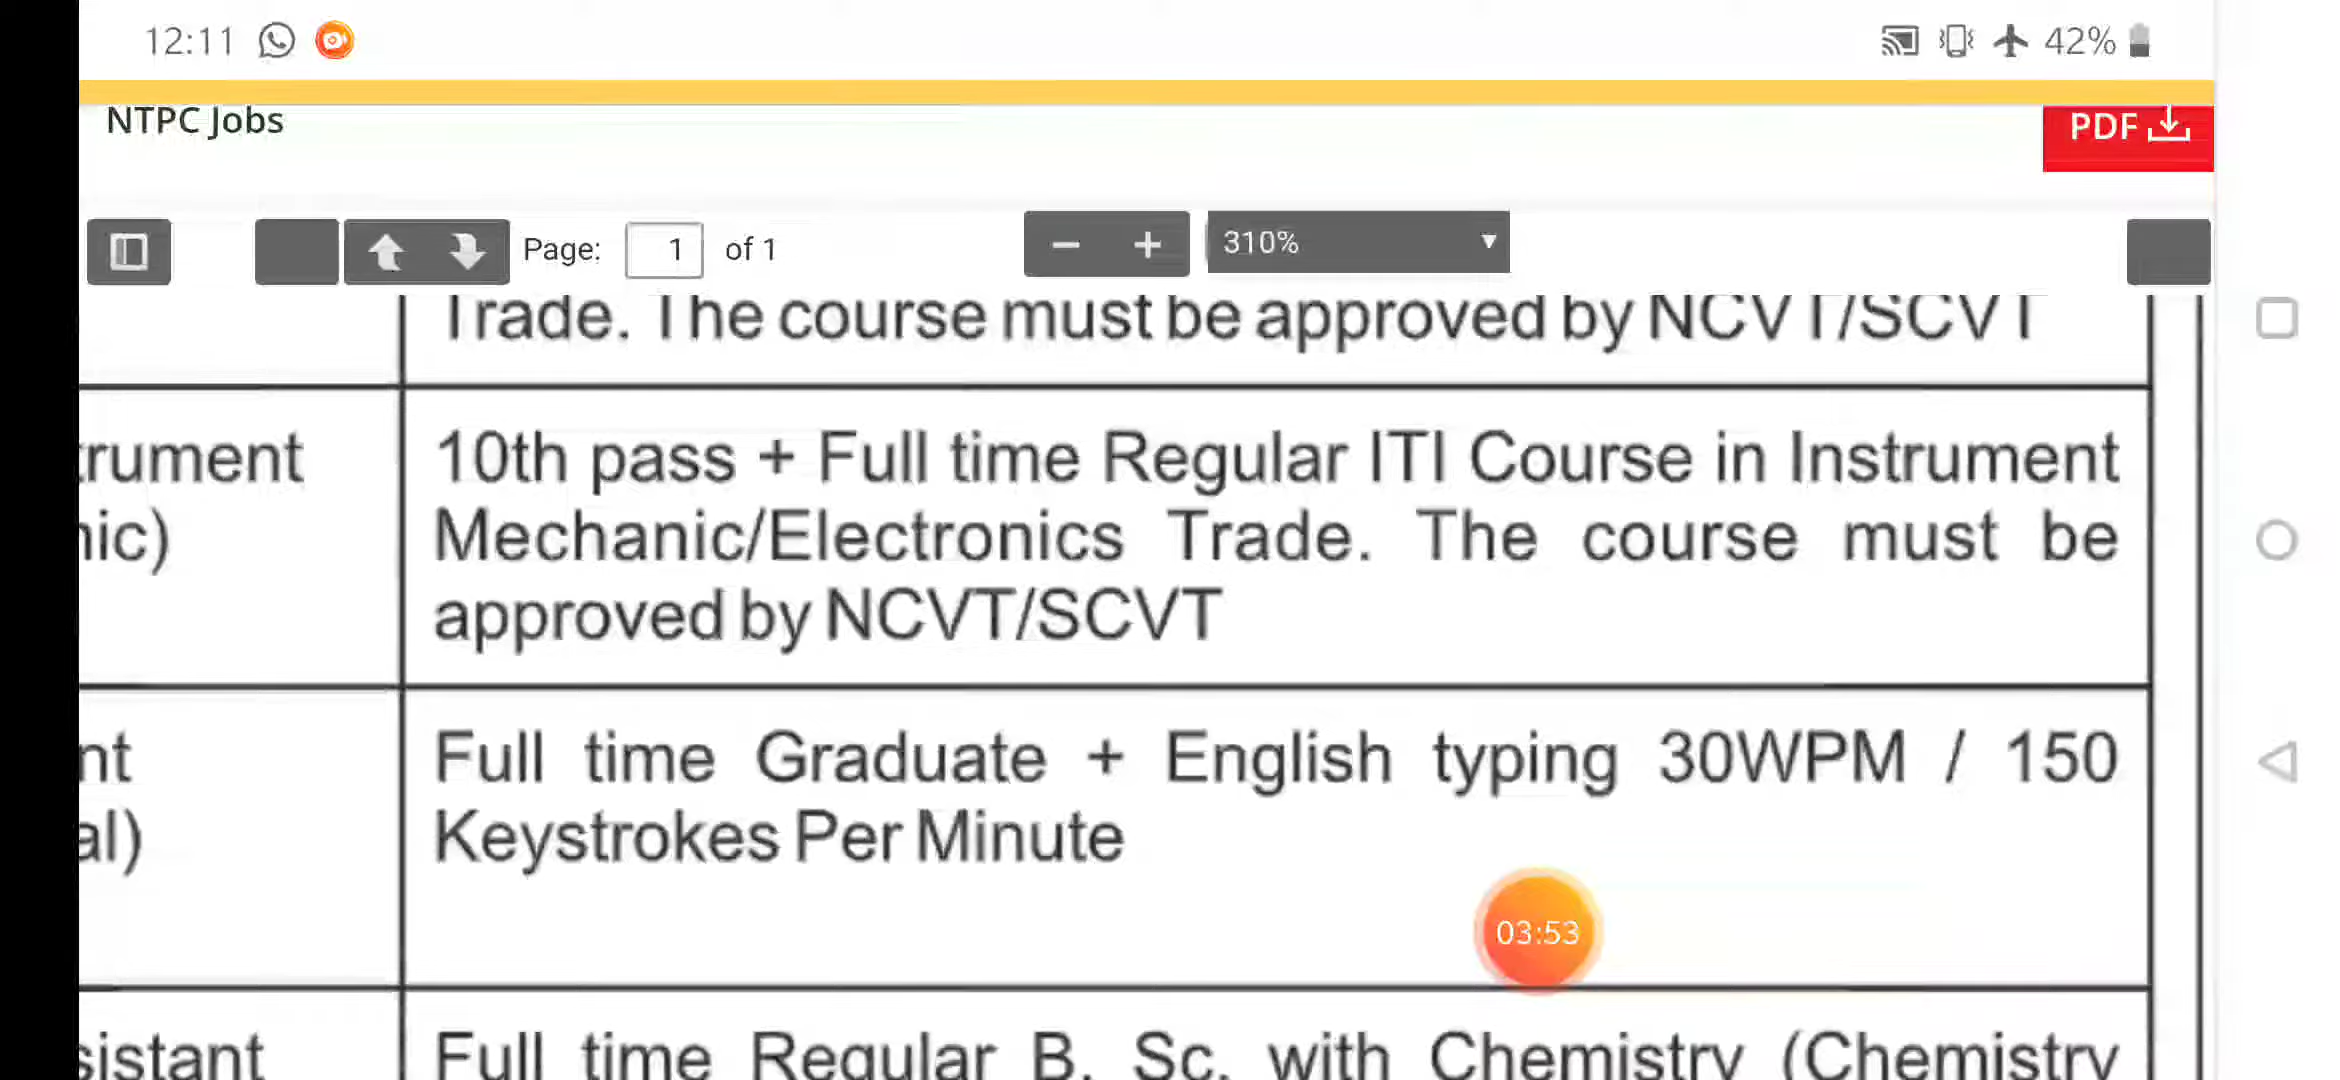 12:11
42%
NTPC Jobs
PDF
Page: 1 of 1
310%
Trade. The course must be approved by NCVT/SCVT
trument
nic)
10th pass + Full time Regular ITI Course in Instrument
Mechanic/Electronics Trade. The course must be
approved by NCVT/SCVT
nt
al)
Full time Graduate + English typing 30WPM / 150
Keystrokes Per Minute
03:53
sistant
Full time Regular B. Sc. with Chemistry (Chemistry